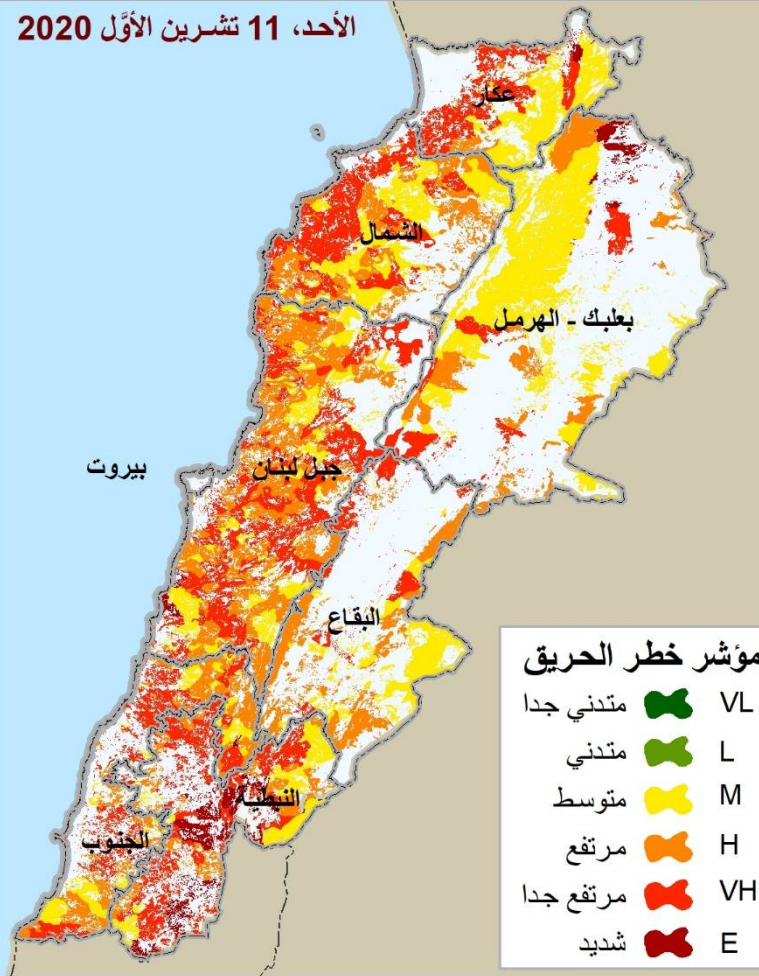 الأحد، 11 تشرين الأوَّل 2020
عكار
الشمال
بعلبك - الهرمل
بيروت
جبل لبنان
البقاع
النبطية
الجنوب
مؤشر خطر الحريق
متدني جدا VL
متدني L
متوسط M
مرتفع H
مرتفع جدا VH
شديد E